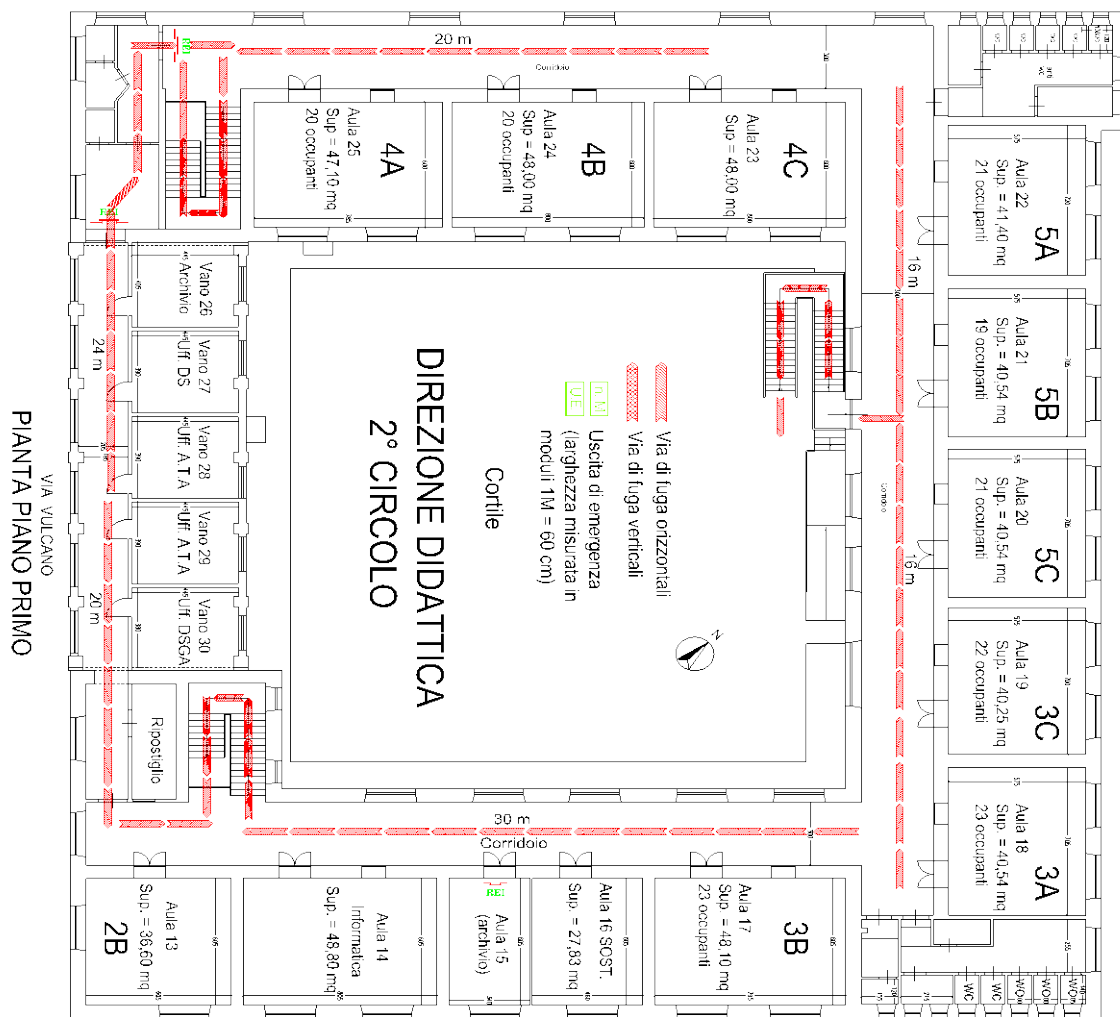 20 m
Corridoio
4A
Aula 25
Sup = 47,10 mq
20 occupanti
4B
Aula 24
Sup = 48,00 mq
20 occupanti
4C
Aula 23
Sup = 48,00 mq
5A
Aula 22
Sup. = 41,40 mq
21 occupanti
5B
Aula 21
Sup. = 40,54 mq
19 occupanti
5C
Aula 20
Sup. = 40,54 mq
21 occupanti
3C
Aula 19
Sup. = 40,25 mq
22 occupanti
3A
Aula 18
Sup. = 40,54 mq
23 occupanti
16 m
16 m
Corridoio
REI
REI
Vano 26
Archivio
Vano 27
Uff. DS
Vano 28
Uff. A.T.A
Vano 29
Uff. A.T.A
Vano 30
Uff. DSGA
24 m
20 m
Ripostiglio
DIREZIONE DIDATTICA
2° CIRCOLO
Cortile
Via di fuga orizzontali
Via di fuga verticali
n M
UE
Uscita di emergenza
(larghezza misurata in
moduli 1M = 60 cm)
N
30 m
Corridoio
2B
Aula 13
Sup. = 36,60 mq
Aula 14
Informatica
Sup. = 48,80 mq
REI
Aula 15
(archivio)
Aula 16 SOST.
Sup. = 27,83 mq
3B
Aula 17
Sup. = 48,10 mq
23 occupanti
WC
WC
WC
VIA VULCANO
PIANTA PIANO PRIMO